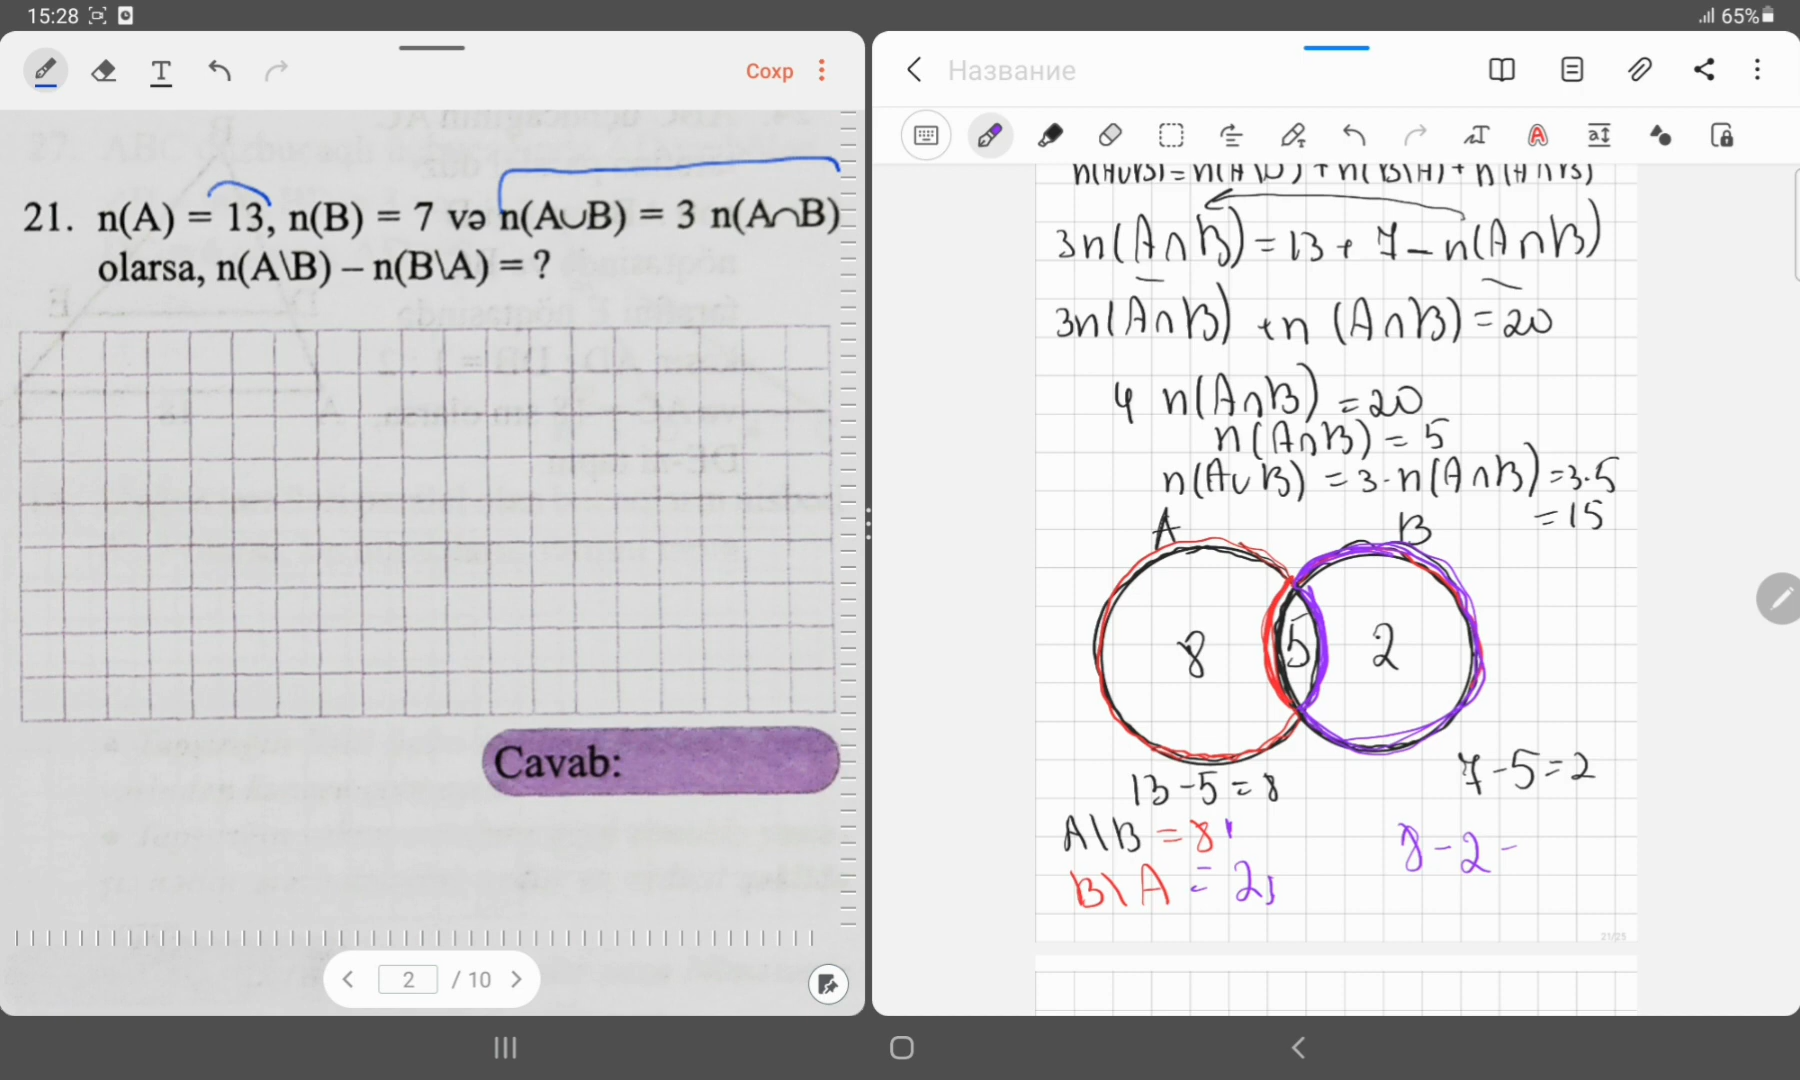 15:28
65%
Сохр
21. n(A) = 13, n(B) = 7 və n(A∪B) = 3 n(A∩B)
olarsa, n(A\B) – n(B\A) = ?
Cavab:
2 / 10
Название
n(A∪B) = n(A\B) + n(B\A) + n(A∩B)
3n(A∩B) = 13 + 7 - n(A∩B)
3n(A∩B) + n(A∩B) = 20
4 n(A∩B) = 20
n(A∩B) = 5
n(A∪B) = 3 · n(A∩B) = 3·5
= 15
A B
8 5 2
13 - 5 = 8
7 - 5 = 2
A\B = 8
8 - 2 -
B\A = 2
21/25